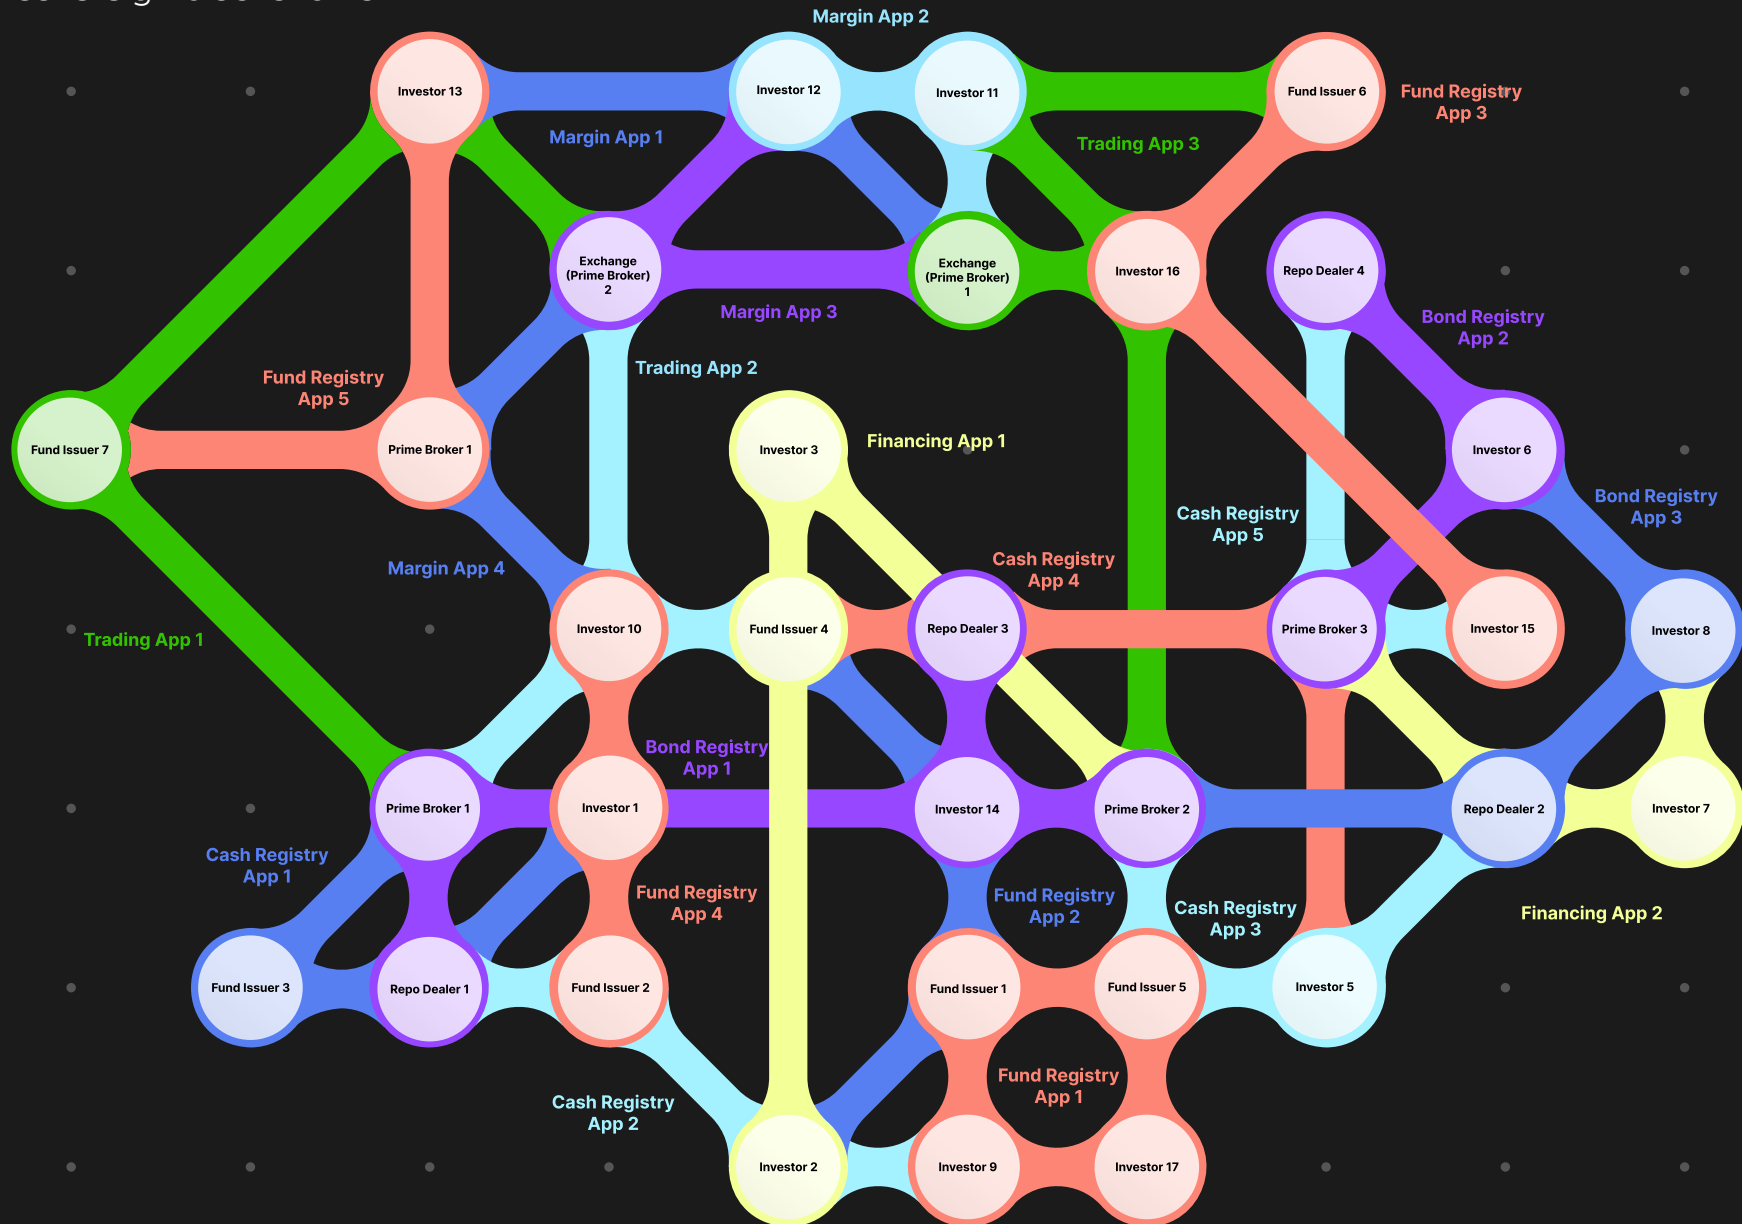 Margin App 2
Investor 13
Investor 12
Investor 11
Fund Issuer 6
Fund Registry
App 3
Margin App 1
Trading App 3
Exchange
(Prime Broker)
2
Exchange
(Prime Broker)
1
Investor 16
Repo Dealer 4
Margin App 3
Bond Registry
App 2
Trading App 2
Fund Registry
App 5
Fund Issuer 7
Prime Broker 1
Investor 3
Financing App 1
Investor 6
Bond Registry
App 3
Cash Registry
App 5
Margin App 4
Cash Registry
App 4
Trading App 1
Investor 10
Fund Issuer 4
Repo Dealer 3
Prime Broker 3
Investor 15
Investor 8
Bond Registry
App 1
Prime Broker 1
Investor 1
Investor 14
Prime Broker 2
Repo Dealer 2
Investor 7
Cash Registry
App 1
Fund Registry
App 4
Fund Registry
App 2
Cash Registry
App 3
Financing App 2
Fund Issuer 3
Repo Dealer 1
Fund Issuer 2
Fund Issuer 1
Fund Issuer 5
Investor 5
Fund Registry
App 1
Cash Registry
App 2
Investor 2
Investor 9
Investor 17